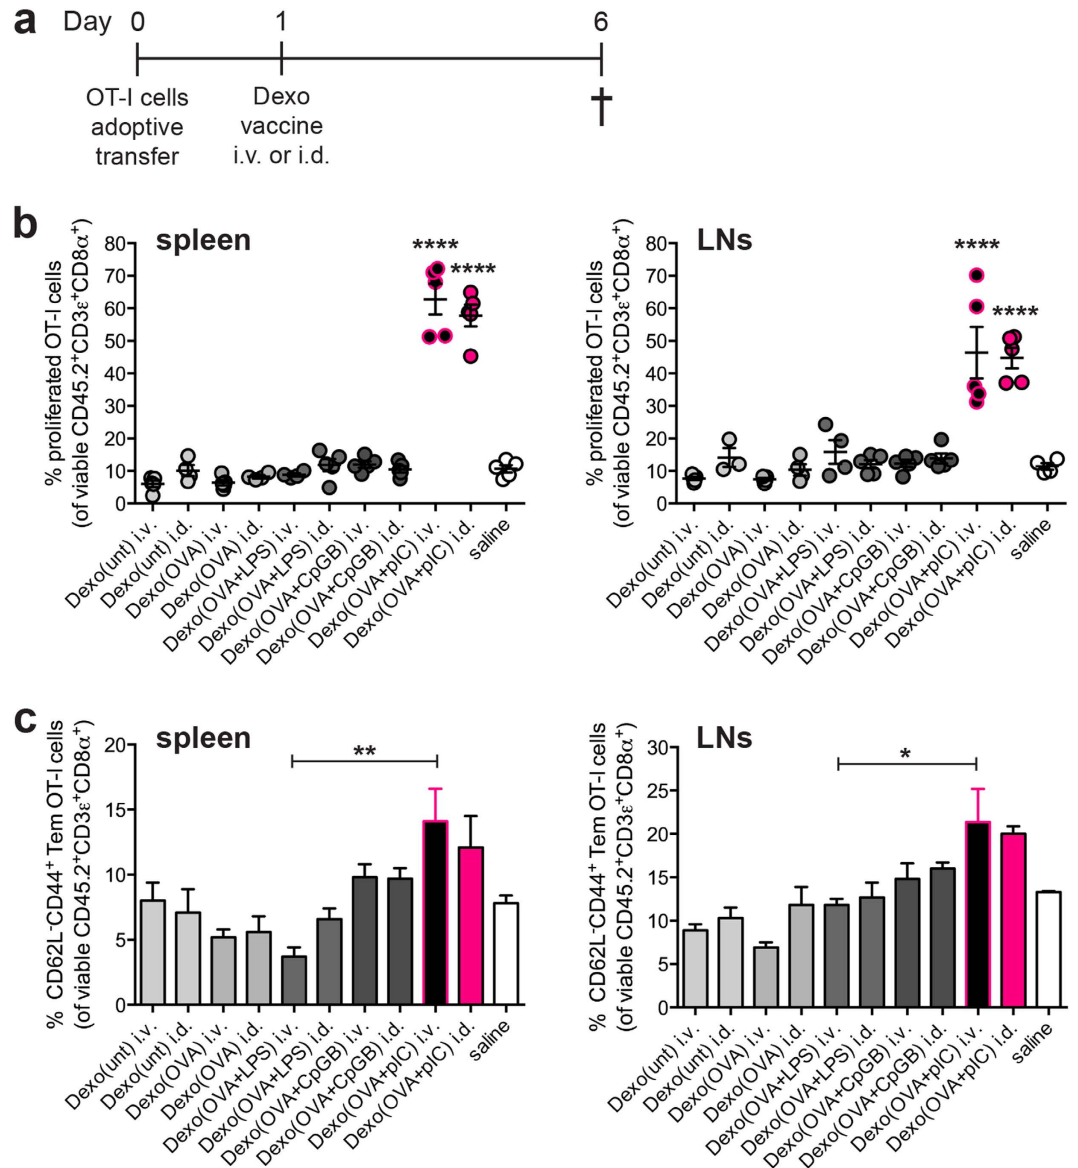 a
Day 0 1 6
OT-I cells
adoptive
transfer
Dexo
vaccine
i.v. or i.d.
†
b
% proliferated OT-I cells
(of viable CD45.2⁺CD3ε⁺CD8α⁺)
spleen
80
70
60
50
40
30
20
10
0
****
****
Dexo(unt) i.v.
Dexo(unt) i.d.
Dexo(OVA) i.v.
Dexo(OVA) i.d.
Dexo(OVA+LPS) i.v.
Dexo(OVA+LPS) i.d.
Dexo(OVA+CpGB) i.v.
Dexo(OVA+CpGB) i.d.
Dexo(OVA+pIC) i.v.
Dexo(OVA+pIC) i.d.
saline
% proliferated OT-I cells
(of viable CD45.2⁺CD3ε⁺CD8α⁺)
LNs
80
70
60
50
40
30
20
10
0
****
****
Dexo(unt) i.v.
Dexo(unt) i.d.
Dexo(OVA) i.v.
Dexo(OVA) i.d.
Dexo(OVA+LPS) i.v.
Dexo(OVA+LPS) i.d.
Dexo(OVA+CpGB) i.v.
Dexo(OVA+CpGB) i.d.
Dexo(OVA+pIC) i.v.
Dexo(OVA+pIC) i.d.
saline
c
% CD62L⁻CD44⁺ Tem OT-I cells
(of viable CD45.2⁺CD3ε⁺CD8α⁺)
spleen
20
15
10
5
0
**
Dexo(unt) i.v.
Dexo(unt) i.d.
Dexo(OVA) i.v.
Dexo(OVA) i.d.
Dexo(OVA+LPS) i.v.
Dexo(OVA+LPS) i.d.
Dexo(OVA+CpGB) i.v.
Dexo(OVA+CpGB) i.d.
Dexo(OVA+pIC) i.v.
Dexo(OVA+pIC) i.d.
saline
% CD62L⁻CD44⁺ Tem OT-I cells
(of viable CD45.2⁺CD3ε⁺CD8α⁺)
LNs
30
25
20
15
10
5
0
*
Dexo(unt) i.v.
Dexo(unt) i.d.
Dexo(OVA) i.v.
Dexo(OVA) i.d.
Dexo(OVA+LPS) i.v.
Dexo(OVA+LPS) i.d.
Dexo(OVA+CpGB) i.v.
Dexo(OVA+CpGB) i.d.
Dexo(OVA+pIC) i.v.
Dexo(OVA+pIC) i.d.
saline